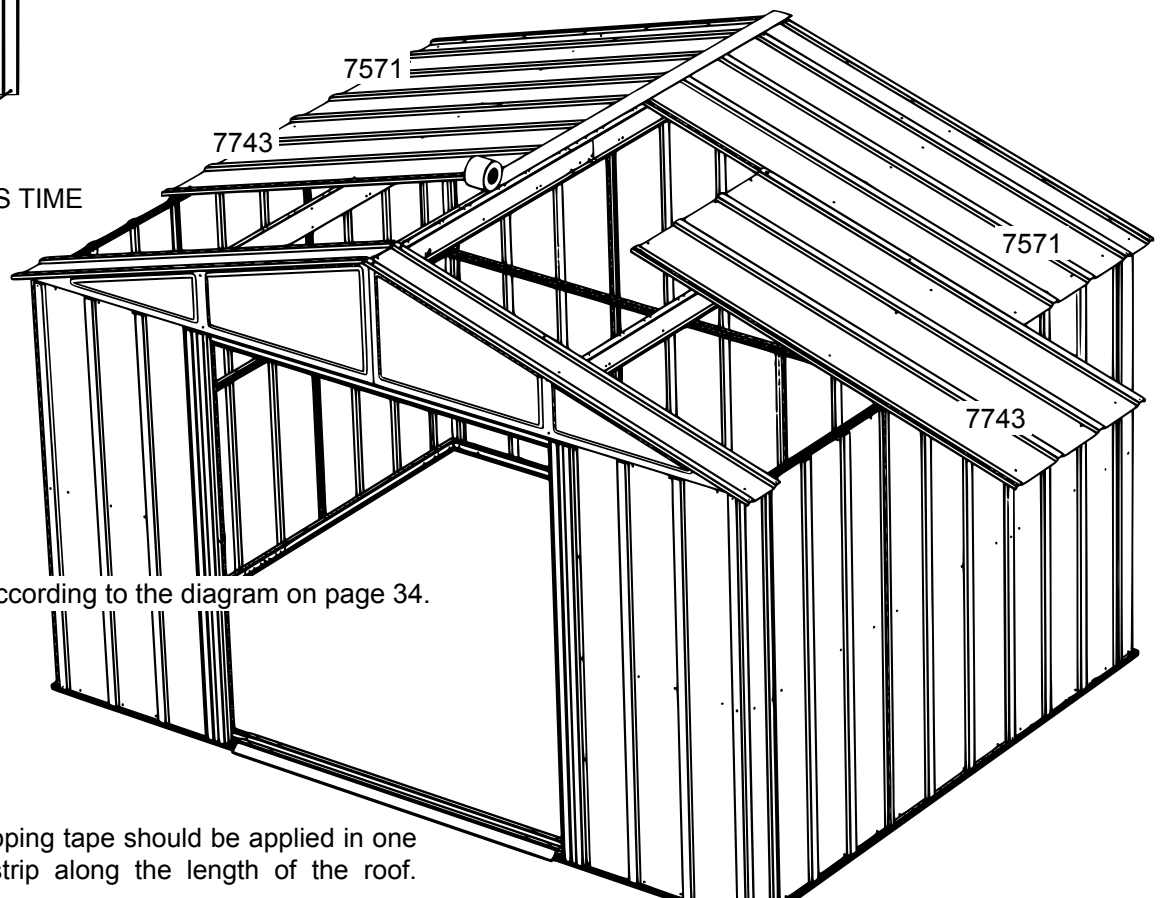 7571
7743
S TIME
7571
7743
ccording to the diagram on page 34.
pping tape should be applied in one
strip along the length of the roof.